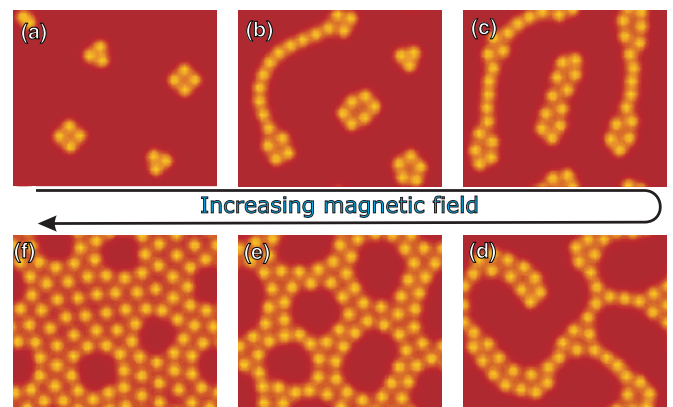 (a)
(b)
(c)
Increasing magnetic field
(f)
(e)
(d)